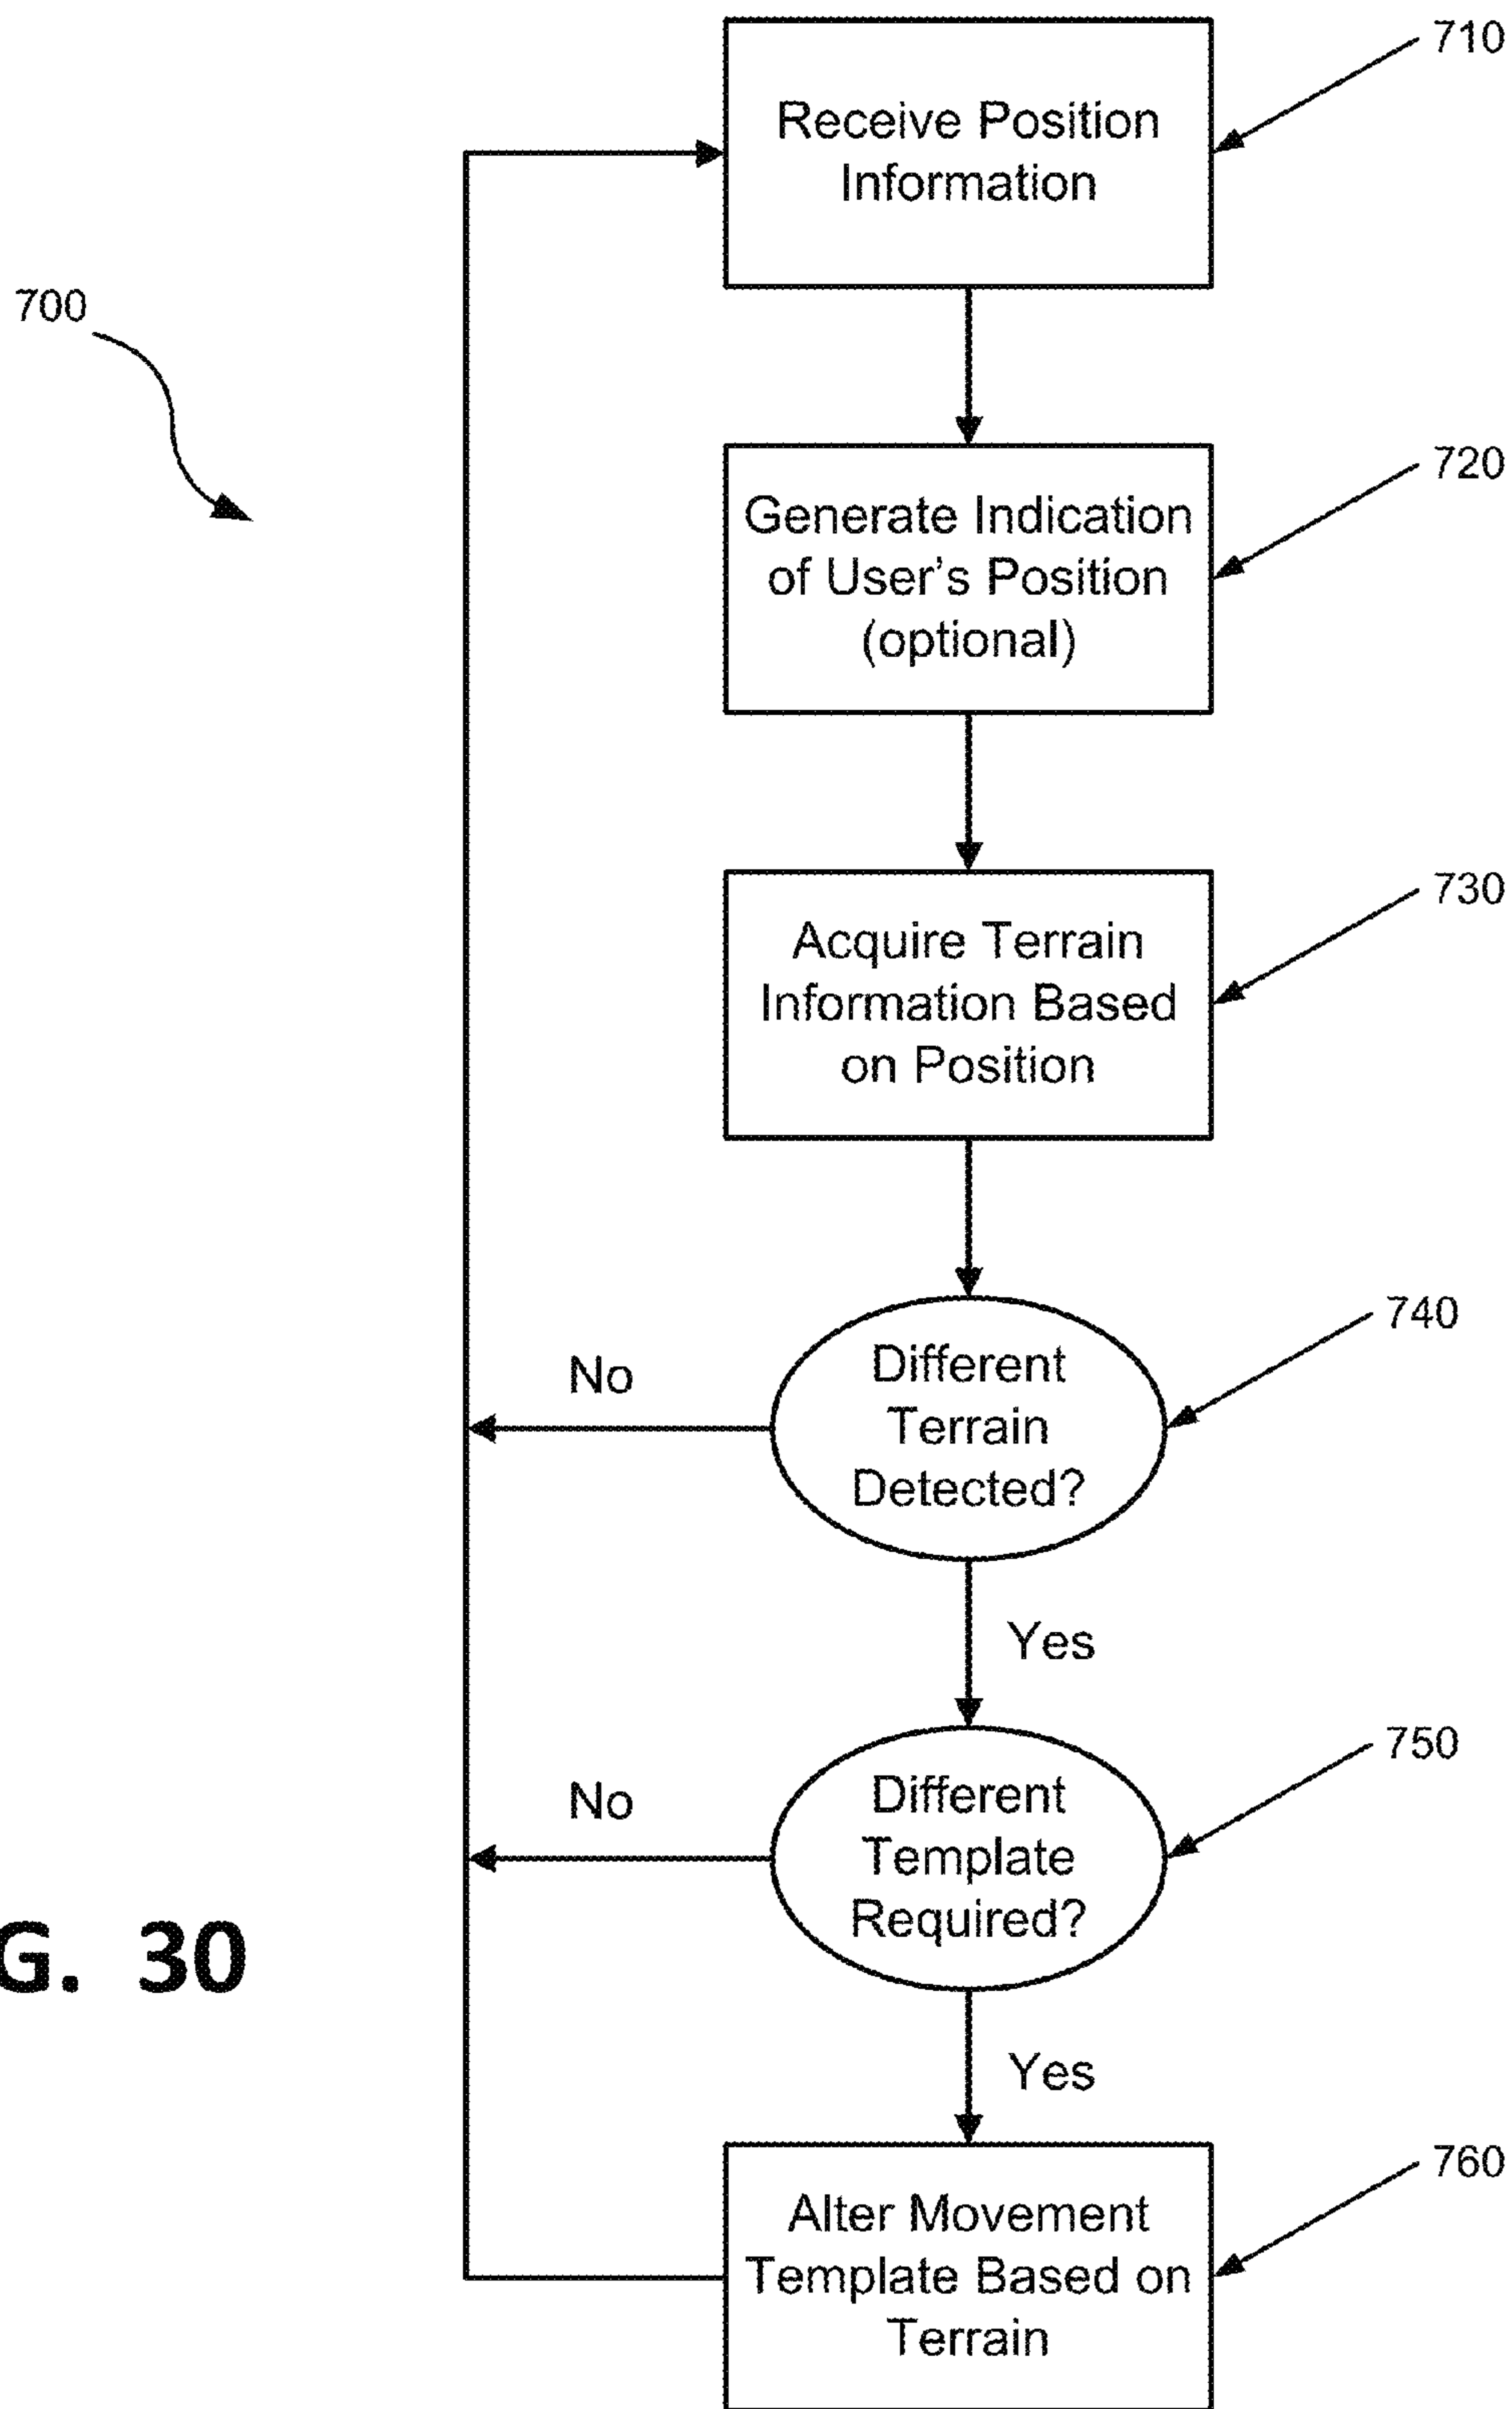 710
Receive Position
Information
700
720
Generate Indication
of User's Position
(optional)
730
Acquire Terrain
Information Based
on Position
740
Different
Terrain
Detected?
No
Yes
750
Different
Template
Required?
No
G. 30
Yes
760
Alter Movement
Template Based on
Terrain